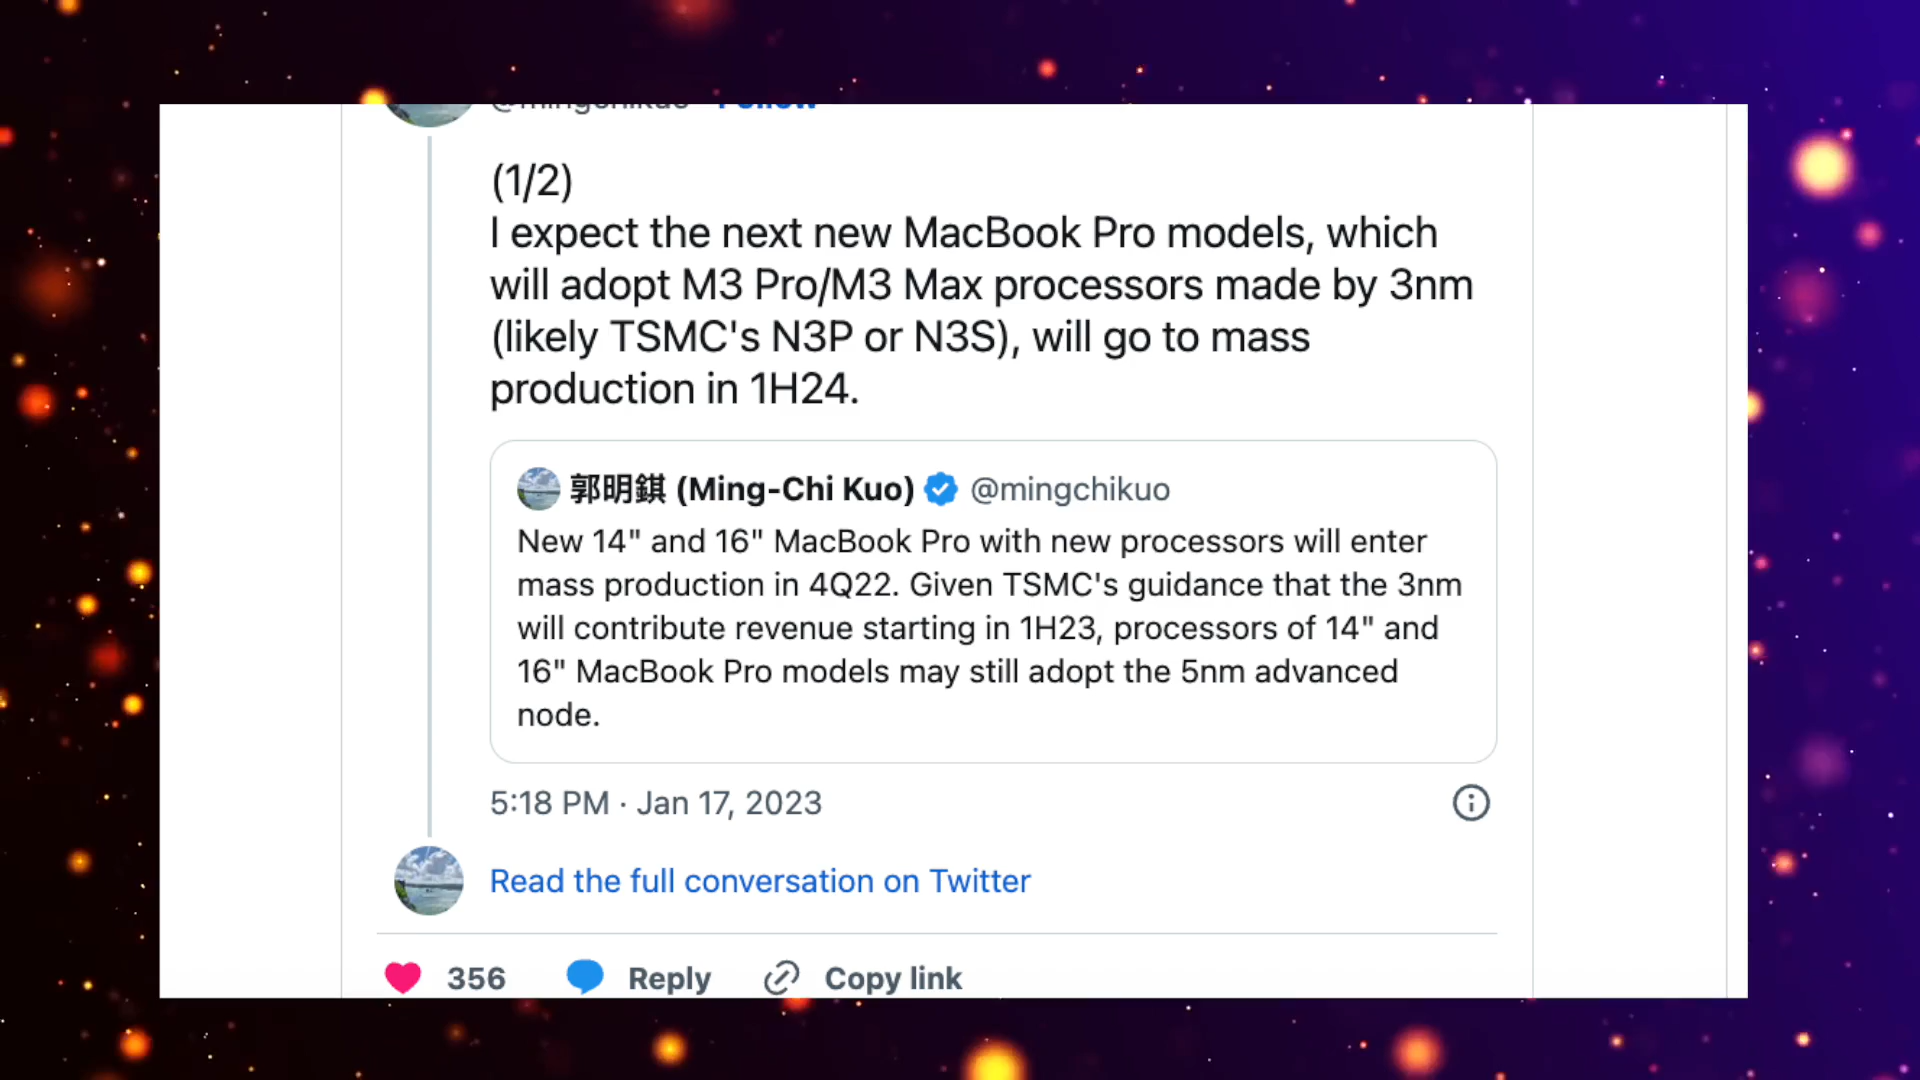 @mingchikuo · Follow
(1/2)
I expect the next new MacBook Pro models, which
will adopt M3 Pro/M3 Max processors made by 3nm
(likely TSMC's N3P or N3S), will go to mass
production in 1H24.
郭明錤 (Ming-Chi Kuo) @mingchikuo
New 14" and 16" MacBook Pro with new processors will enter
mass production in 4Q22. Given TSMC's guidance that the 3nm
will contribute revenue starting in 1H23, processors of 14" and
16" MacBook Pro models may still adopt the 5nm advanced
node.
5:18 PM · Jan 17, 2023
Read the full conversation on Twitter
356 Reply Copy link